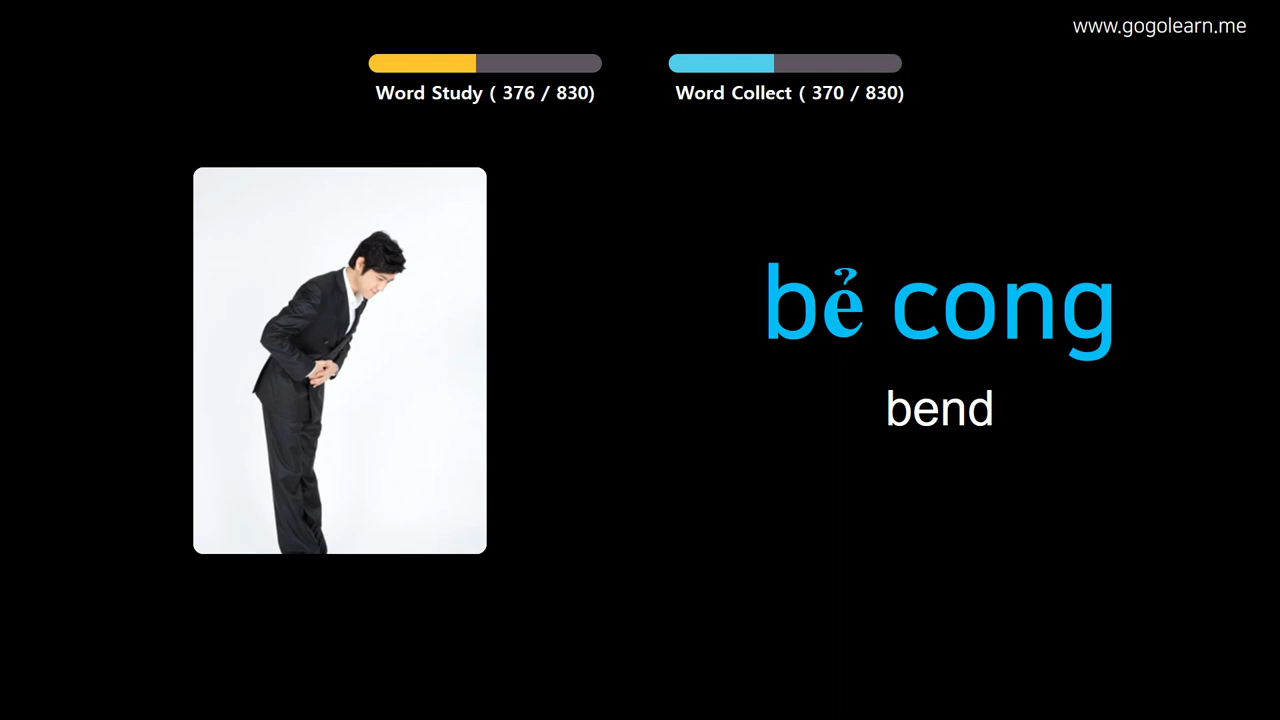 www.gogolearn.me
Word Study ( 376 / 830)
Word Collect ( 370 / 830)
bẻ cong
bend